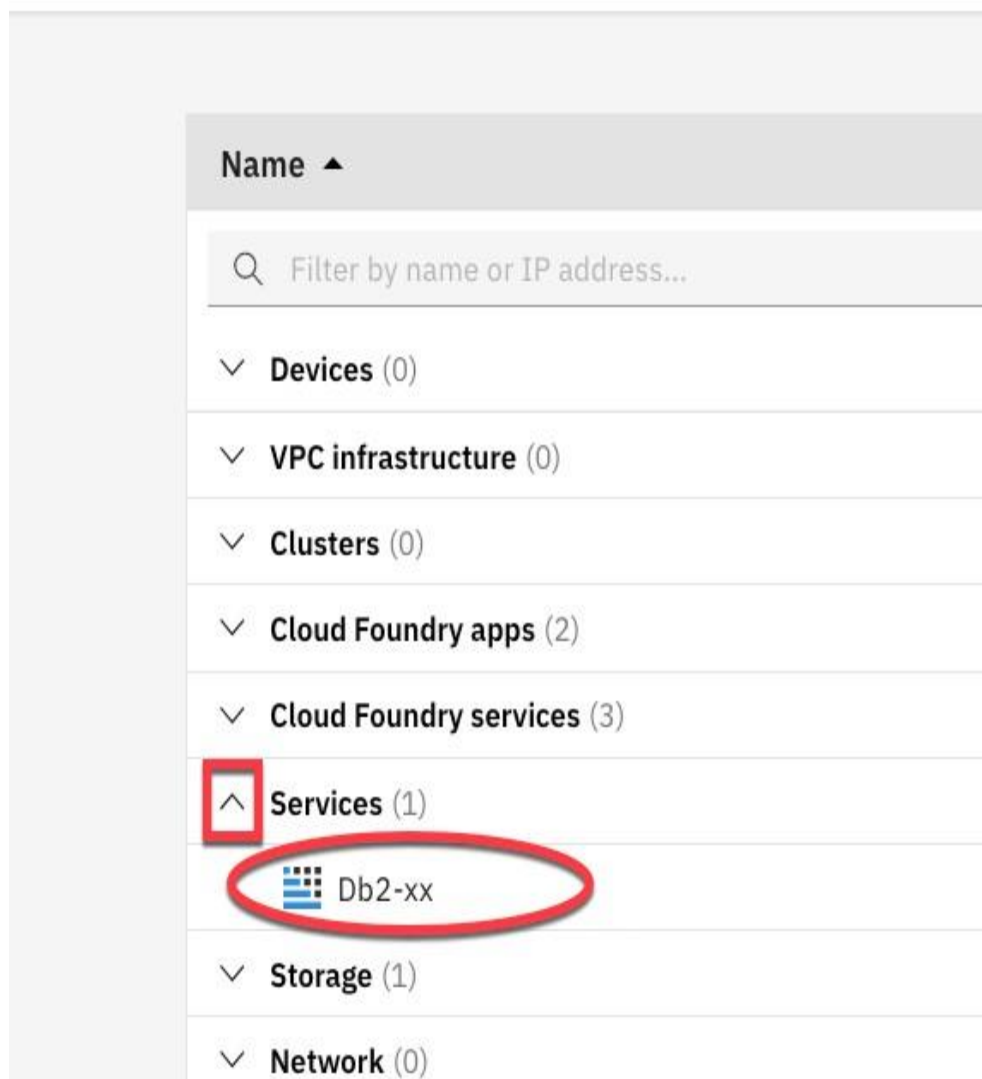 Name
Filter by name or IP address...
Devices (0)
VPC infrastructure (0)
Clusters (0)
Cloud Foundry apps (2)
Cloud Foundry services (3)
Services (1)
Db2-xx
Storage (1)
Network (0)